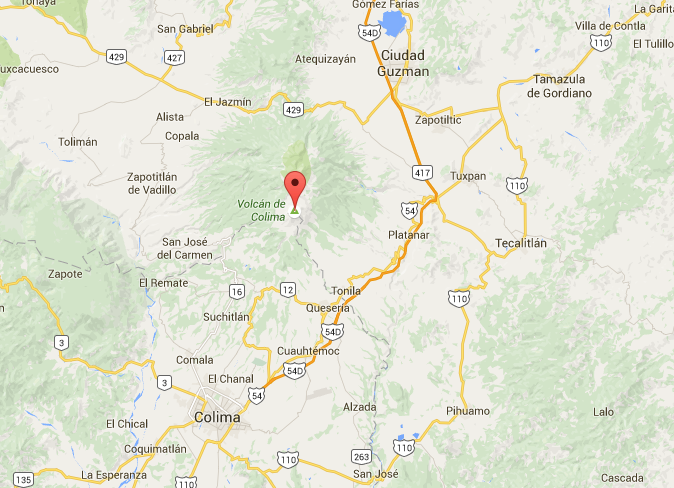 Tonaya
Gómez Farías
La Garita
San Gabriel
54D
Villa de Contla
110
El Tulillo
Ciudad
Guzman
429
427
Atequizayán
Tuxcacuesco
Tamazula
de Gordiano
El Jazmín
429
Alista
Zapotiltic
Copala
Tolimán
417
Tuxpan
Zapotitlán
de Vadillo
110
Volcán de
Colima
54
Platanar
San José
del Carmen
Tecalitlán
Zapote
El Remate
16
12
Tonila
110
Quesería
Suchitlán
54D
3
Cuauhtémoc
Comala
54D
3
El Chanal
54
Colima
Alzada
Pihuamo
Lalo
El Chical
Coquimatlán
110
110
263
La Esperanza
San José
135
110
Cascada